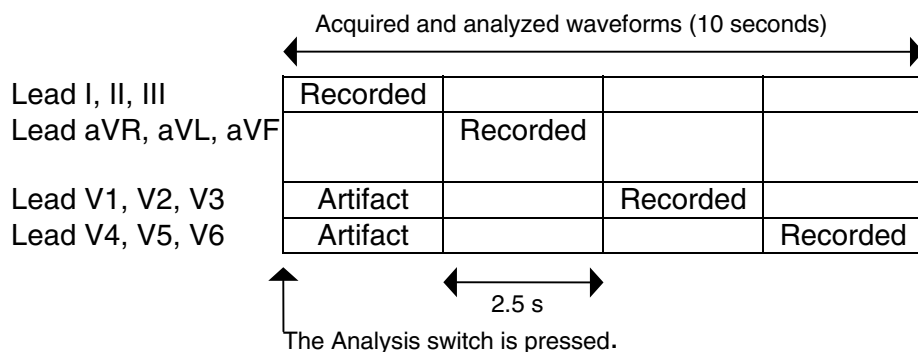 Acquired and analyzed waveforms (10 seconds)
Lead I, II, III Recorded
Lead aVR, aVL, aVF Recorded
Lead V1, V2, V3 Artifact Recorded
Lead V4, V5, V6 Artifact Recorded
2.5 s
The Analysis switch is pressed.